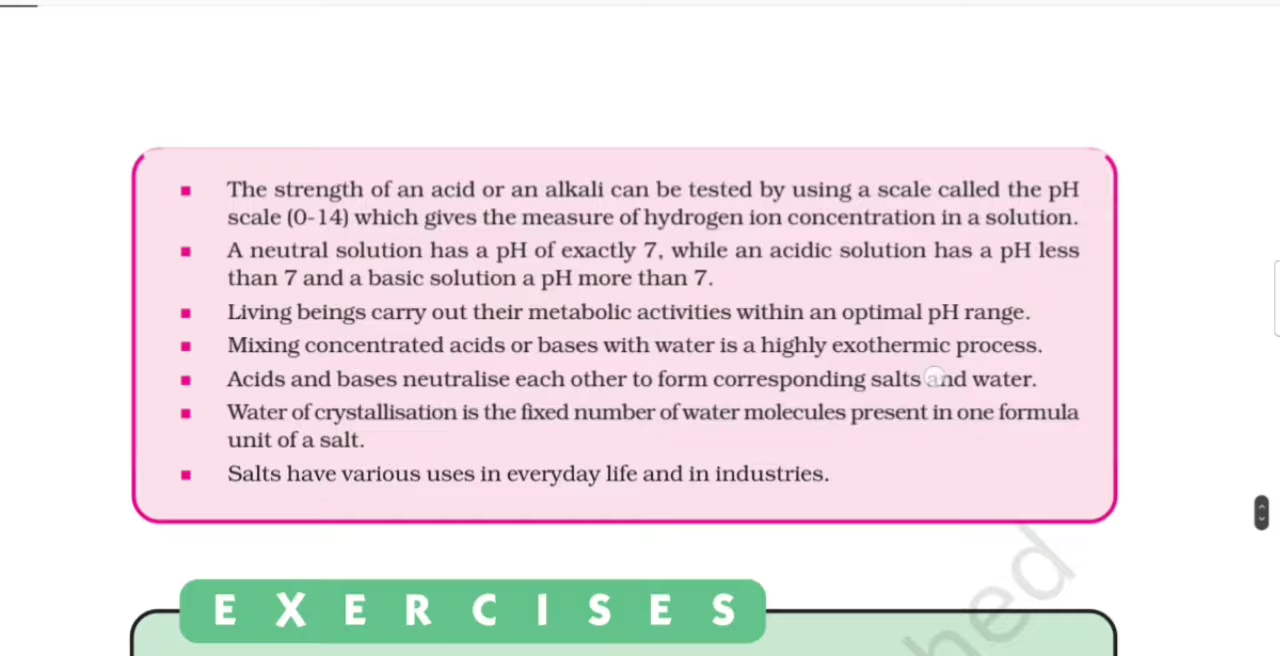 ▪ The strength of an acid or an alkali can be tested by using a scale called the pH
scale (0-14) which gives the measure of hydrogen ion concentration in a solution.
▪ A neutral solution has a pH of exactly 7, while an acidic solution has a pH less
than 7 and a basic solution a pH more than 7.
▪ Living beings carry out their metabolic activities within an optimal pH range.
▪ Mixing concentrated acids or bases with water is a highly exothermic process.
▪ Acids and bases neutralise each other to form corresponding salts and water.
▪ Water of crystallisation is the fixed number of water molecules present in one formula
unit of a salt.
▪ Salts have various uses in everyday life and in industries.
EXERCISES